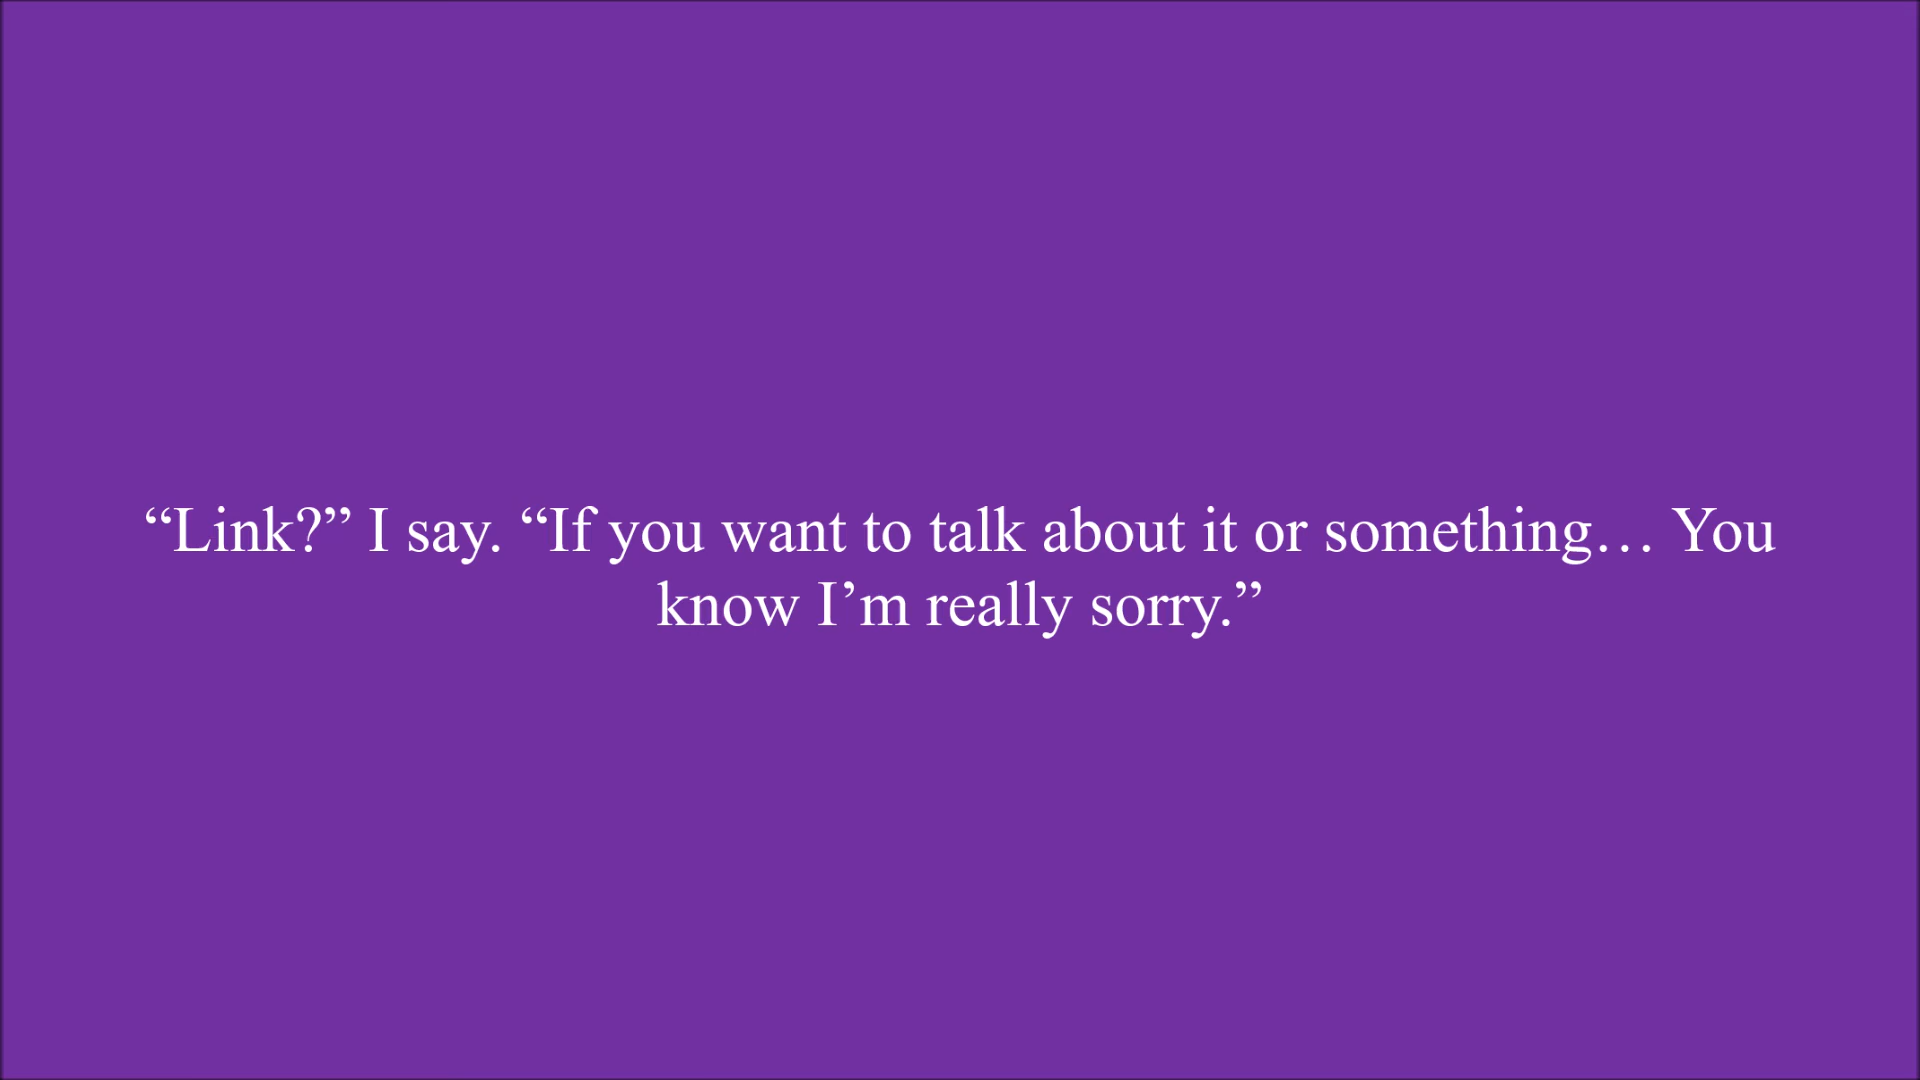 “Link?” I say. “If you want to talk about it or something… You
know I’m really sorry.”